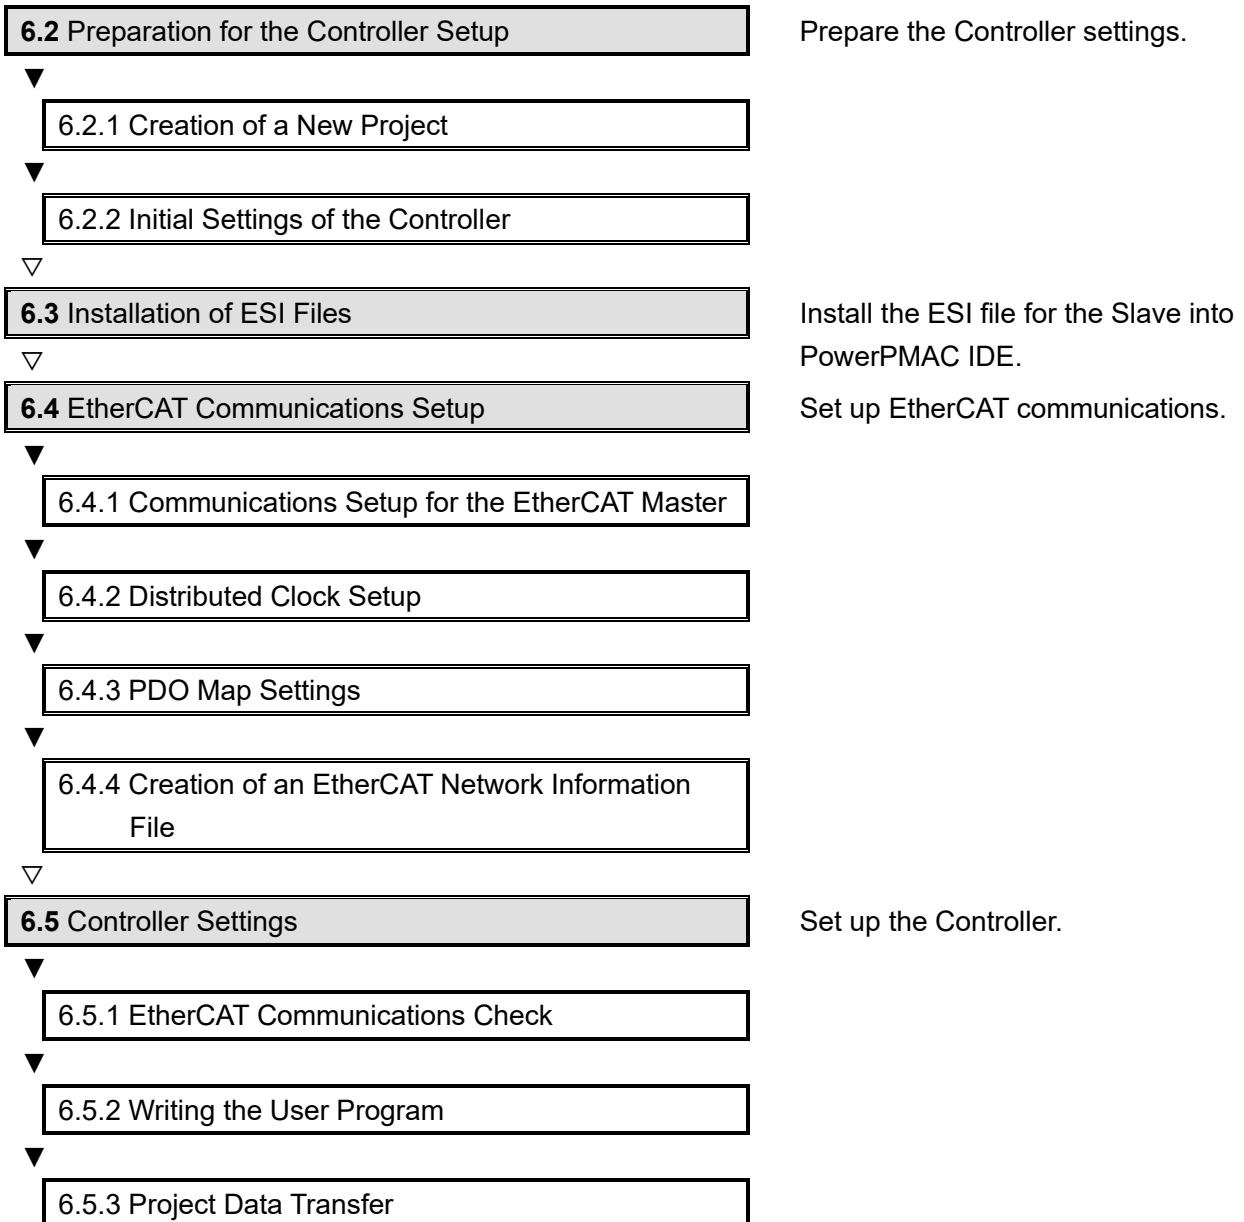 6.2 Preparation for the Controller Setup
Prepare the Controller settings.
▼
6.2.1 Creation of a New Project
▼
6.2.2 Initial Settings of the Controller
▽
6.3 Installation of ESI Files
Install the ESI file for the Slave into
PowerPMAC IDE.
▽
6.4 EtherCAT Communications Setup
Set up EtherCAT communications.
▼
6.4.1 Communications Setup for the EtherCAT Master
▼
6.4.2 Distributed Clock Setup
▼
6.4.3 PDO Map Settings
▼
6.4.4 Creation of an EtherCAT Network Information
File
▽
6.5 Controller Settings
Set up the Controller.
▼
6.5.1 EtherCAT Communications Check
▼
6.5.2 Writing the User Program
▼
6.5.3 Project Data Transfer